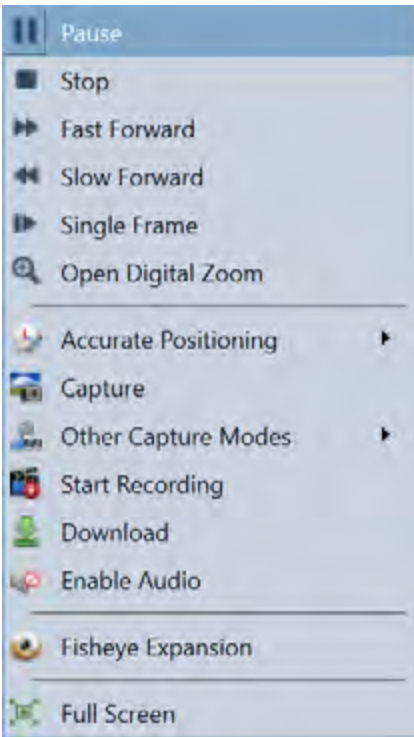 Pause
Stop
Fast Forward
Slow Forward
Single Frame
Open Digital Zoom
Accurate Positioning
Capture
Other Capture Modes
Start Recording
Download
Enable Audio
Fisheye Expansion
Full Screen